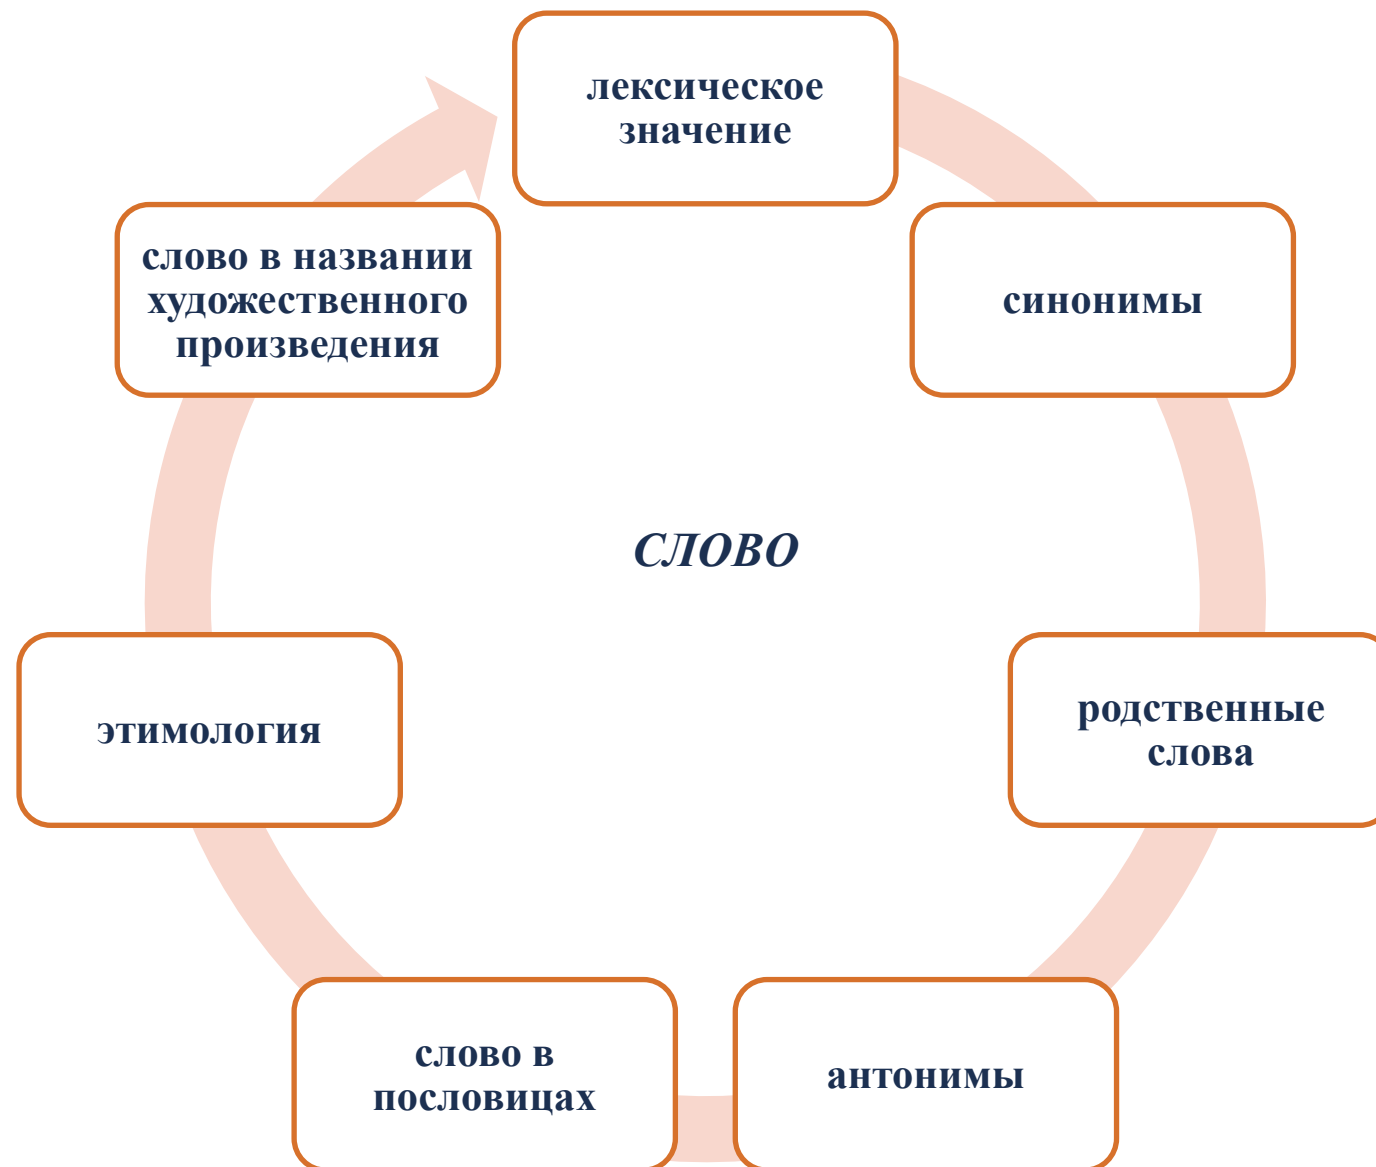 лексическое
значение
синонимы
родственные
слова
антонимы
слово в
пословицах
этимология
слово в названии
художественного
произведения
СЛОВО